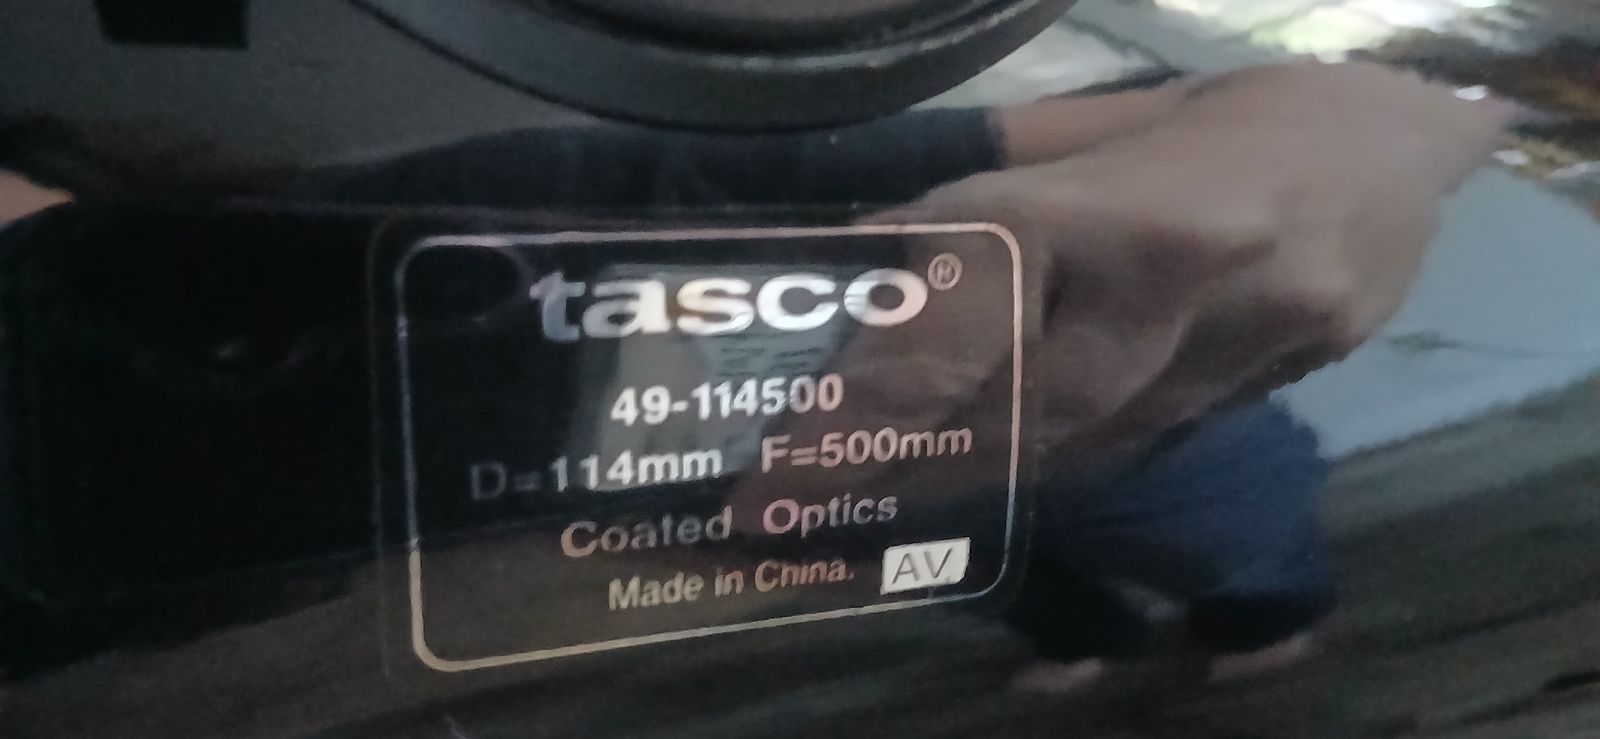 tasco®
49-114500
D=114mm F=500mm
Coated Optics
Made in China. AV